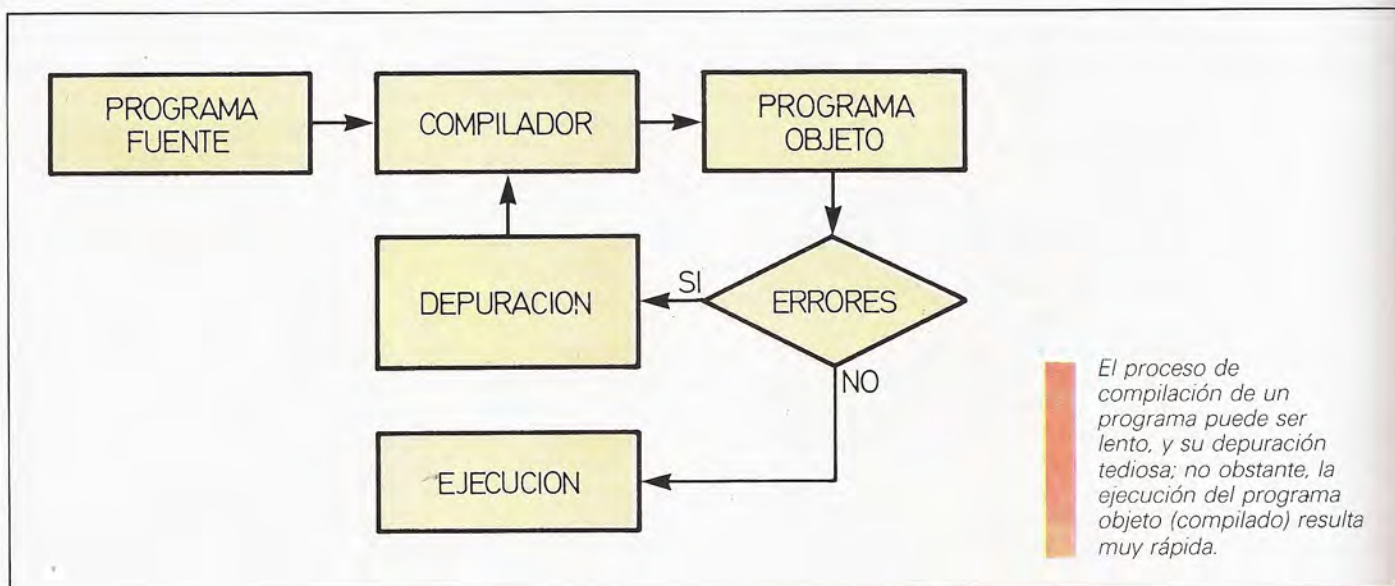 PROGRAMA
FUENTE
COMPILADOR
PROGRAMA
OBJETO
DEPURACION
SI
ERRORES
NO
EJECUCION
El proceso de
compilación de un
programa puede ser
lento, y su depuración
tediosa; no obstante, la
ejecución del programa
objeto (compilado) resulta
muy rápida.